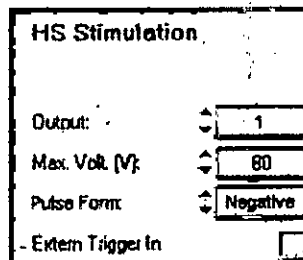 HS Stimulation
Output: 1
Max. Volt. [V]: 80
Pulse Form: Negative
Extern Trigger In